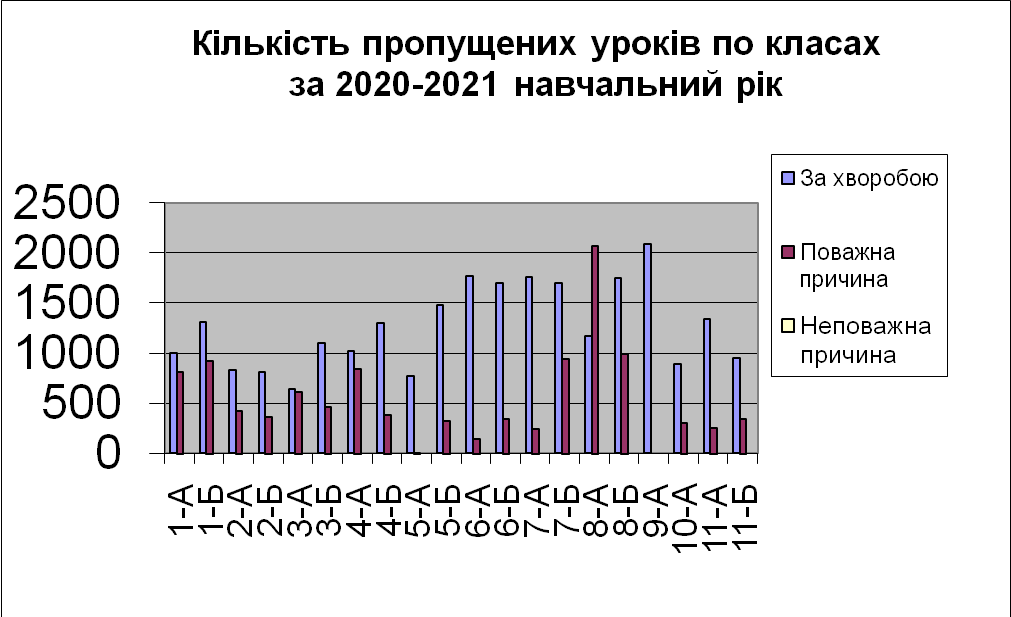 Кількість пропущених уроків по класах
за 2020-2021 навчальний рік
За хворобою
Поважна
причина
Неповажна
причина
2500
2000
1500
1000
500
0
1-А
1-Б
2-А
2-Б
3-А
3-Б
4-А
4-Б
5-А
5-Б
6-А
6-Б
7-А
7-Б
8-А
8-Б
9-А
10-А
11-А
11-Б